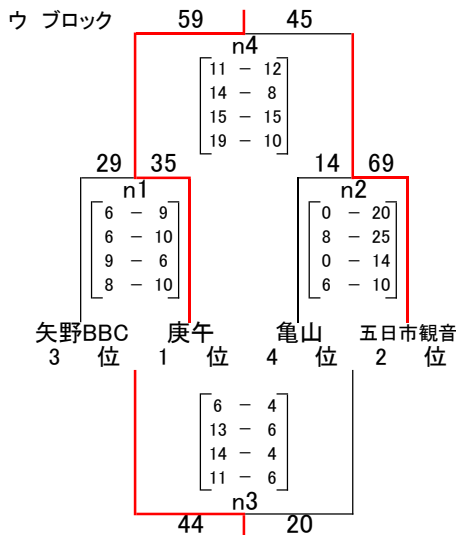 ウ ブロック 59 45
n4
11 － 12
14 － 8
15 － 15
19 － 10
29 35 14 69
n1 n2
6 － 9 0 － 20
6 － 10 8 － 25
9 － 6 0 － 14
8 － 10 6 － 10
矢野BBC 庚午 亀山 五日市観音
3 位 1 位 4 位 2 位
6 － 4
13 － 6
14 － 4
11 － 6
n3
44 20